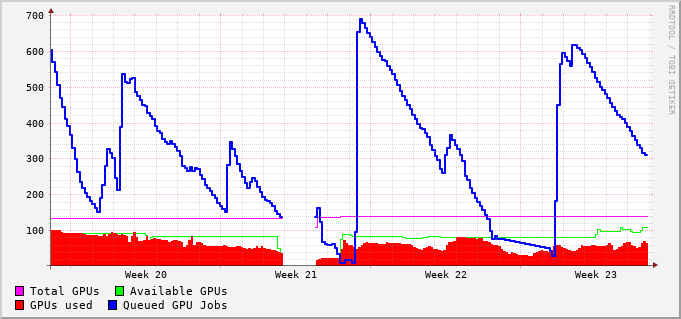 700
600
500
400
300
200
100
Week 20 Week 21 Week 22 Week 23
Total GPUs Available GPUs
GPUs used Queued GPU Jobs
RRDTOOL / TOBI OETIKER